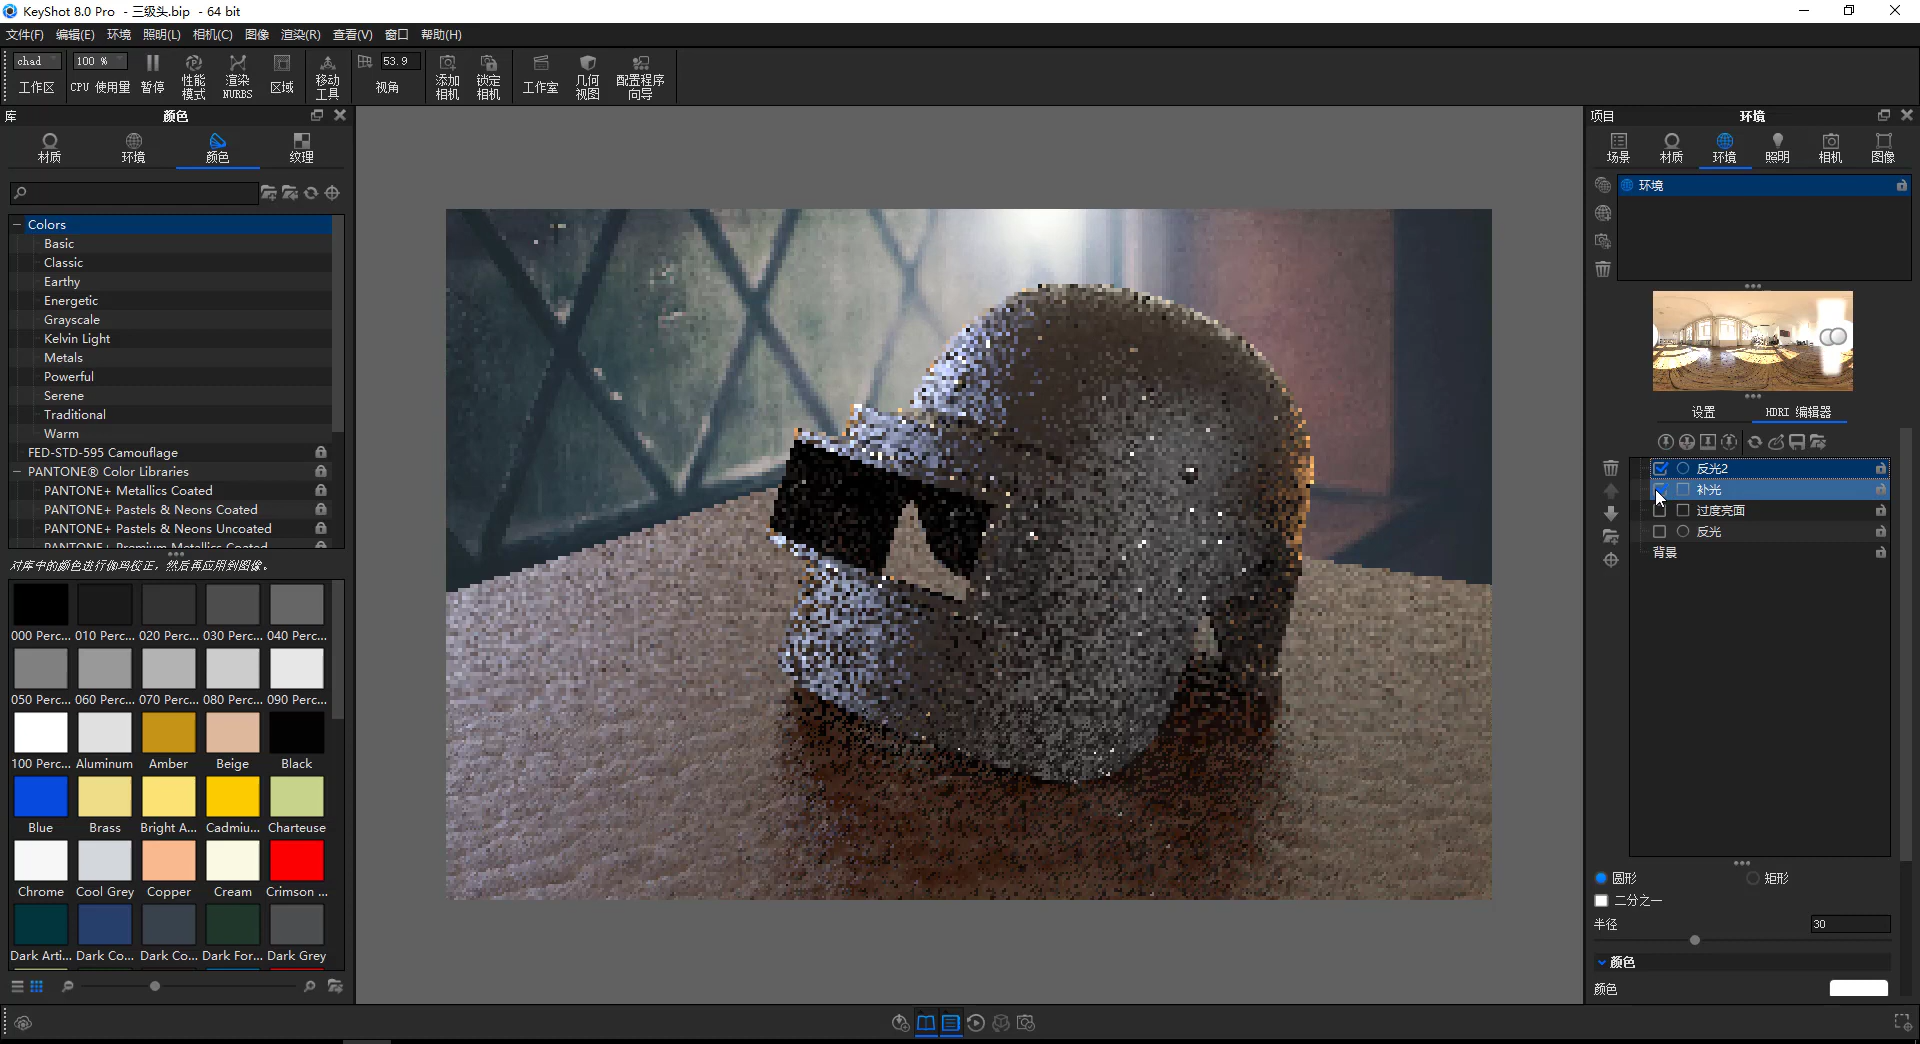 KeyShot 8.0 Pro - 三级头.bip - 64 bit
文件(F) 编辑(E) 环境 照明(L) 相机(C) 图像 渲染(R) 查看(V) 窗口 帮助(H)
chad 100 % 53.9
工作区 CPU 使用量 暂停 性能模式 渲染NURBS 区域 移动工具 视角 添加相机 锁定相机 工作室 几何视图 配置程序向导
库 颜色
材质 环境 颜色 纹理
Colors
Basic
Classic
Earthy
Energetic
Grayscale
Kelvin Light
Metals
Powerful
Serene
Traditional
Warm
FED-STD-595 Camouflage
PANTONE® Color Libraries
PANTONE+ Metallics Coated
PANTONE+ Pastels & Neons Coated
PANTONE+ Pastels & Neons Uncoated
PANTONE+ Premium Metallics Coated
对库中的颜色进行伽玛校正，然后再应用到图像。
000 Perc... 010 Perc... 020 Perc... 030 Perc... 040 Perc...
050 Perc... 060 Perc... 070 Perc... 080 Perc... 090 Perc...
100 Perc... Aluminum Amber Beige Black
Blue Brass Bright A... Cadmiu... Charteuse
Chrome Cool Grey Copper Cream Crimson ...
Dark Arti... Dark Co... Dark Co... Dark For... Dark Grey
项目 环境
场景 材质 环境 照明 相机 图像
环境
设置 HDRI 编辑器
反光2
补光
过度亮面
反光
背景
圆形 矩形
二分之一
半径 30
颜色
颜色